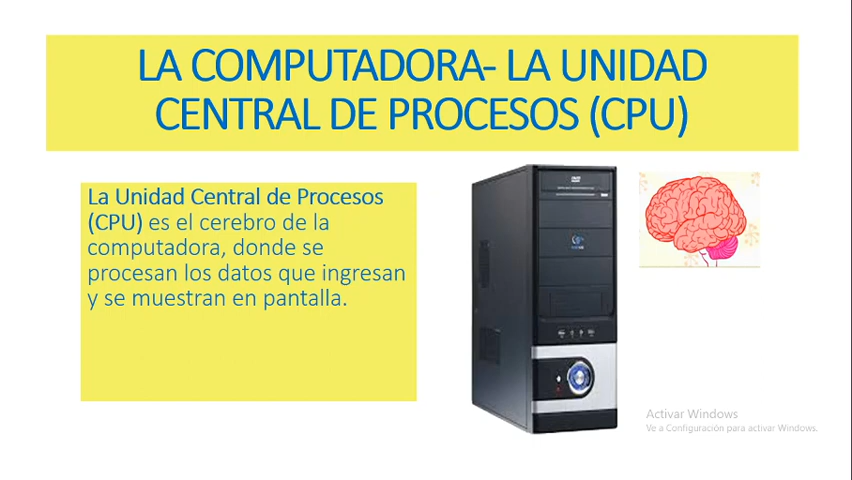 LA COMPUTADORA- LA UNIDAD
CENTRAL DE PROCESOS (CPU)
La Unidad Central de Procesos
(CPU) es el cerebro de la
computadora, donde se
procesan los datos que ingresan
y se muestran en pantalla.
Activar Windows
Ve a Configuración para activar Windows.